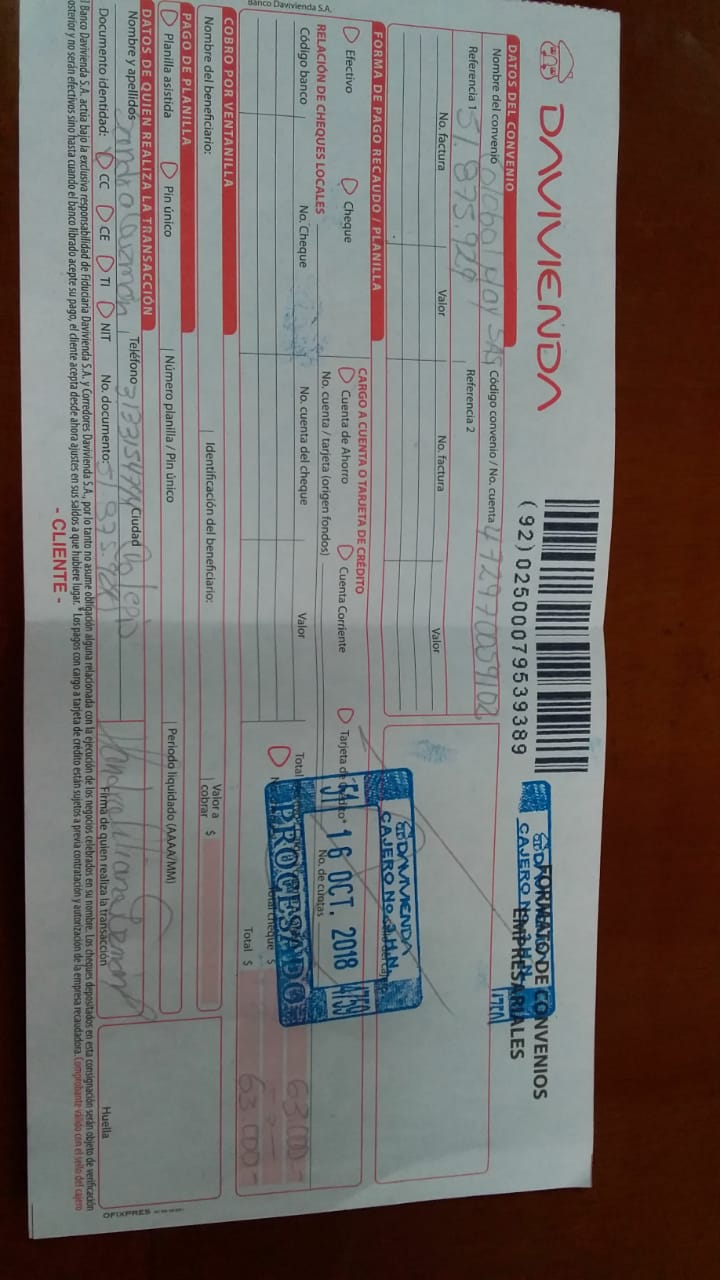 DAVIVIENDA
(92)02500079539389
FORMATO DE CONVENIOS
EMPRESARIALES
DATOS DEL CONVENIO
Nombre del convenio Global Way SAS Código convenio / No. cuenta
Referencia 1 51.875.929 Referencia 2
No. factura Valor No. factura Valor
DAVIVIENDA
CAJERO No.
51 16 OCT. 2018 4759
PROCESADO
FORMA DE PAGO RECAUDO / PLANILLA
Efectivo Cheque
CARGO A CUENTA O TARJETA DE CRÉDITO
Cuenta de Ahorro Cuenta Corriente Tarjeta de Crédito*
No. cuenta / tarjeta (origen fondos) No. de cuotas
RELACIÓN DE CHEQUES LOCALES
Código banco No. Cheque No. cuenta del cheque Valor
Total 63 000-
Total cheque $
Total $ 63 000-
COBRO POR VENTANILLA
Nombre del beneficiario: Identificación del beneficiario: Valor a cobrar $
PAGO DE PLANILLA
Planilla asistida Pin único Número planilla / Pin único Periodo liquidado (AAAA/MM)
DATOS DE QUIEN REALIZA LA TRANSACCIÓN
Nombre y apellidos Sandra Guzman Teléfono Ciudad
Documento identidad: CC CE TI NIT No. documento: 51.875.929 Firma de quien realiza la transacción
Huella
Banco Davivienda S.A. actúa bajo la exclusiva responsabilidad de Fiduciaria Davivienda S.A. y Corredores Davivienda S.A., por lo tanto no asume obligación alguna relacionada con la ejecución de los negocios celebrados en su nombre. Los cheques depositados en esta consignación serán objeto de verificación
posterior y no serán efectivos sino hasta cuando el banco librado acepte su pago, el cliente acepta desde ahora ajustes en sus saldos a que hubiere lugar. *Los pagos con cargo a tarjeta de crédito están sujetos a previa contratación y autorización de la empresa recaudadora. Comprobante válido con el sello del cajero
- CLIENTE -
OFIXPRES
Banco Davivienda S.A.